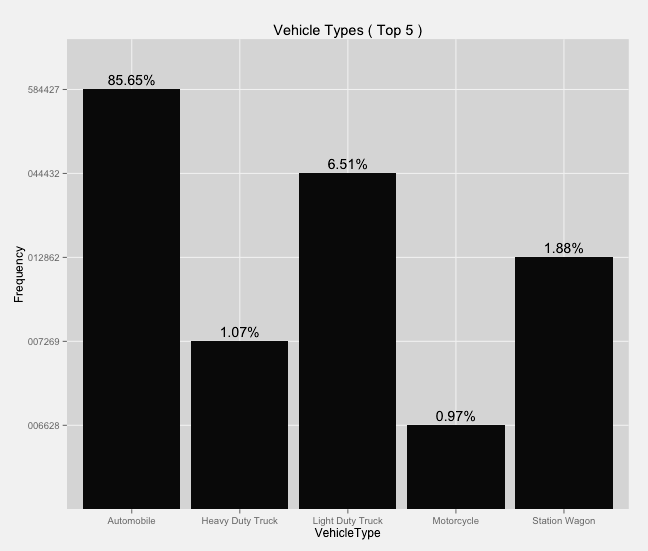 Vehicle Types ( Top 5 )
85.65%
584427
6.51%
044432
1.88%
012862
Frequency
1.07%
007269
0.97%
006628
Automobile
Heavy Duty Truck
Light Duty Truck
Motorcycle
Station Wagon
VehicleType